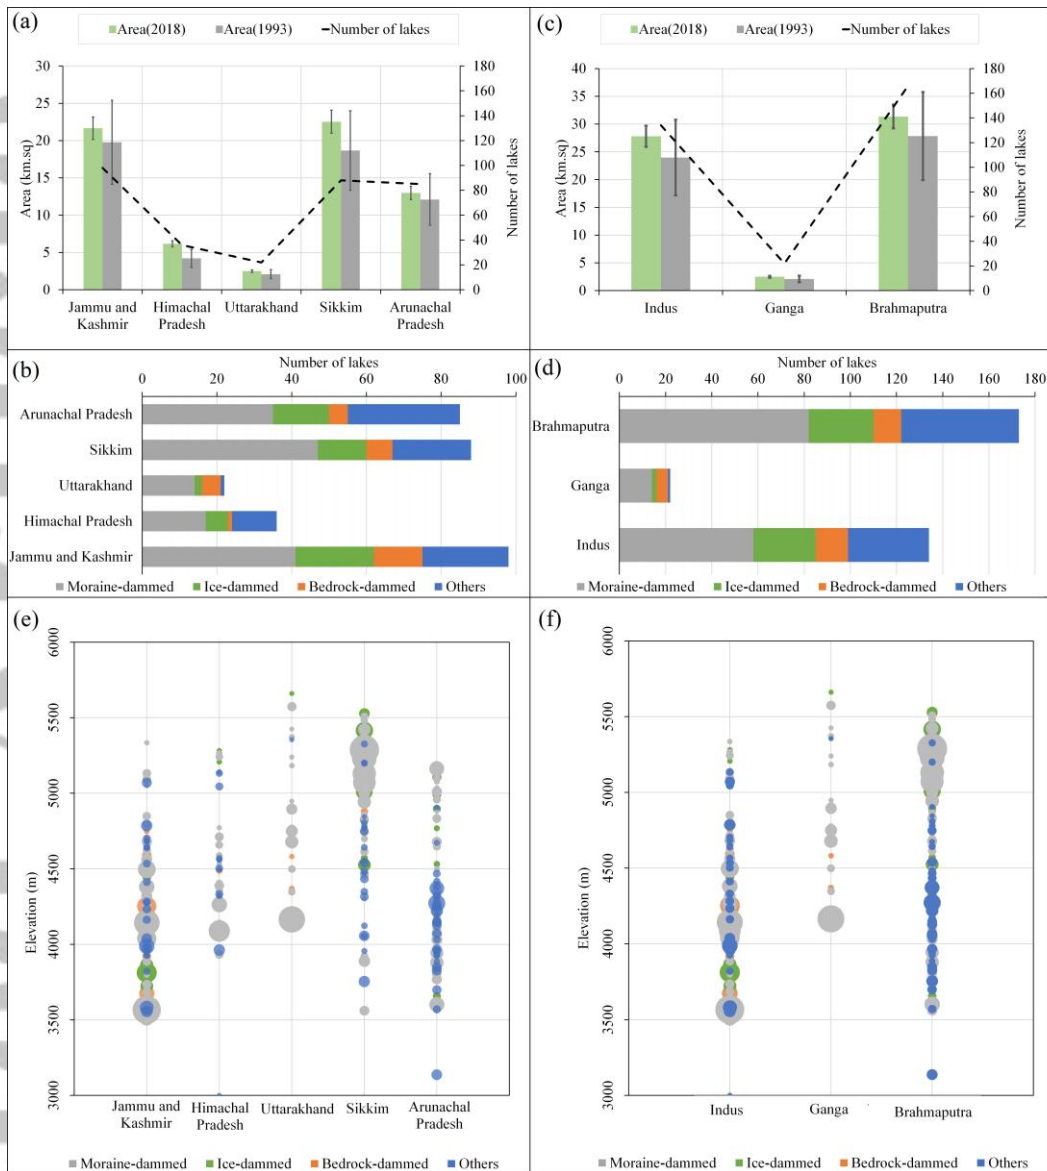 (a)
Area(2018) Area(1993) Number of lakes
30
25
20
15
10
5
0
Area (km.sq)
180
160
140
120
100
80
60
40
20
0
Number of lakes
Jammu and Kashmir
Himachal Pradesh
Uttarakhand
Sikkim
Arunachal Pradesh
(c)
Area(2018) Area(1993) Number of lakes
40
35
30
25
20
15
10
5
0
Area (km.sq)
180
160
140
120
100
80
60
40
20
0
Number of lakes
Indus
Ganga
Brahmaputra
(b)
Number of lakes
0 20 40 60 80 100
Arunachal Pradesh
Sikkim
Uttarakhand
Himachal Pradesh
Jammu and Kashmir
Moraine-dammed Ice-dammed Bedrock-dammed Others
(d)
Number of lakes
0 20 40 60 80 100 120 140 160 180
Brahmaputra
Ganga
Indus
Moraine-dammed Ice-dammed Bedrock-dammed Others
(e)
6000
5500
5000
4500
4000
3500
3000
Elevation (m)
Jammu and Kashmir
Himachal Pradesh
Uttarakhand
Sikkim
Arunachal Pradesh
Moraine-dammed Ice-dammed Bedrock-dammed Others
(f)
6000
5500
5000
4500
4000
3500
3000
Elevation (m)
Indus
Ganga
Brahmaputra
Moraine-dammed Ice-dammed Bedrock-dammed Others